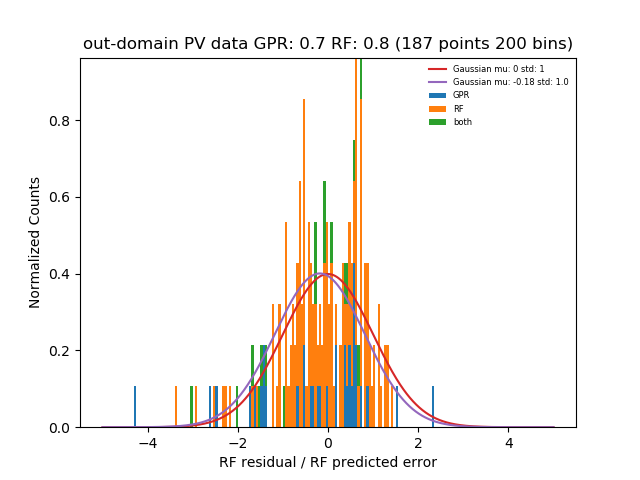 out-domain PV data GPR: 0.7 RF: 0.8 (187 points 200 bins)
Gaussian mu: 0 std: 1
Gaussian mu: -0.18 std: 1.0
GPR
RF
both
Normalized Counts
0.8
0.6
0.4
0.2
0.0
−4 −2 0 2 4
RF residual / RF predicted error